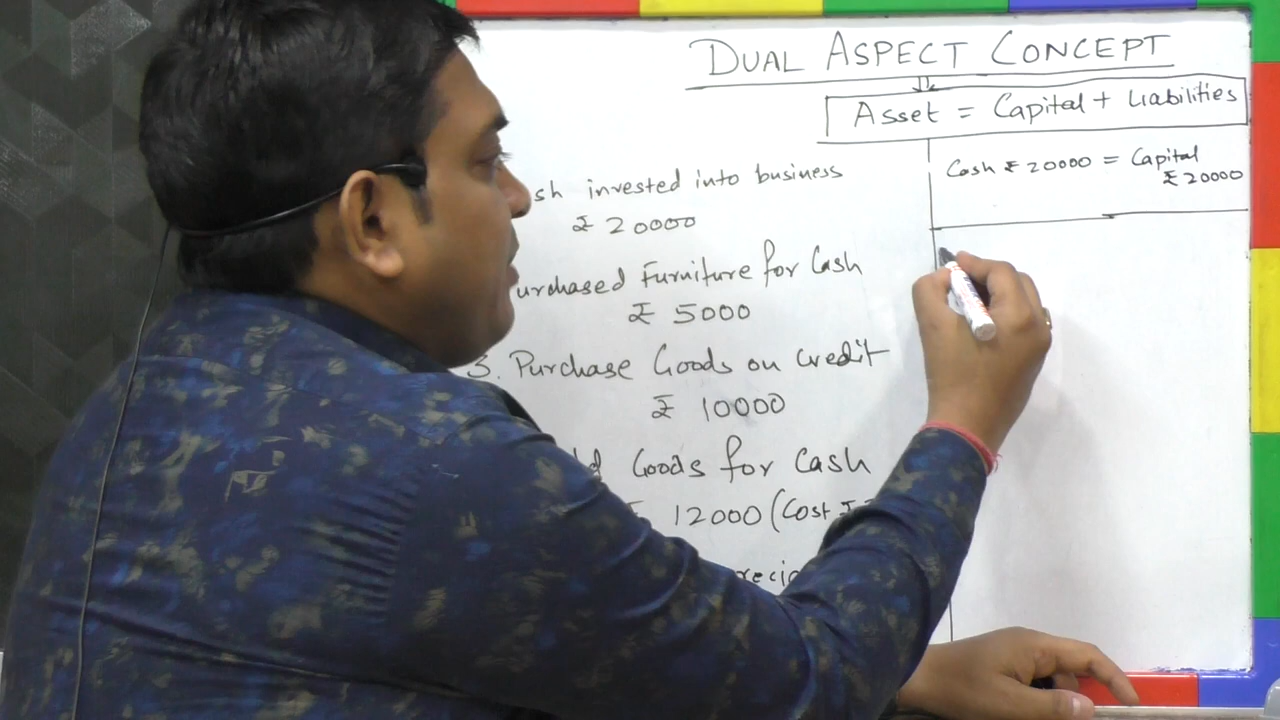 DUAL ASPECT CONCEPT
Asset = Capital + Liabilities
Cash ₹ 20000 = Capital
₹ 20000
sh invested into business
₹ 20000
urchased Furniture for Cash
₹ 5000
3. Purchase Goods on Credit
₹ 10000
d Goods for Cash
₹ 12000 (Cost ₹
recia